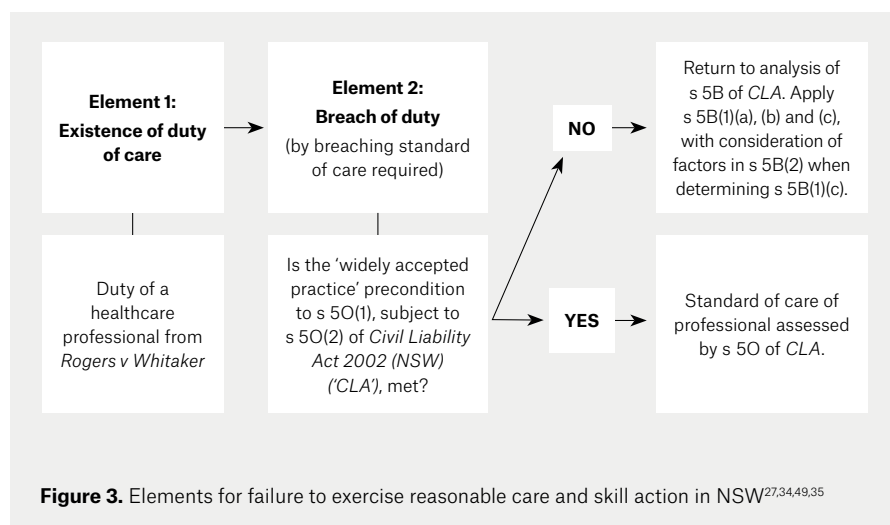 Element 1:
Existence of duty
of care
Element 2:
Breach of duty
(by breaching standard
of care required)
NO
Return to analysis of
s 5B of CLA. Apply
s 5B(1)(a), (b) and (c),
with consideration of
factors in s 5B(2) when
determining s 5B(1)(c).
Duty of a
healthcare
professional from
Rogers v Whitaker
Is the ‘widely accepted
practice’ precondition
to s 5O(1), subject to
s 5O(2) of Civil Liability
Act 2002 (NSW)
(‘CLA’), met?
YES
Standard of care of
professional assessed
by s 5O of CLA.
Figure 3. Elements for failure to exercise reasonable care and skill action in NSW27,34,49,35